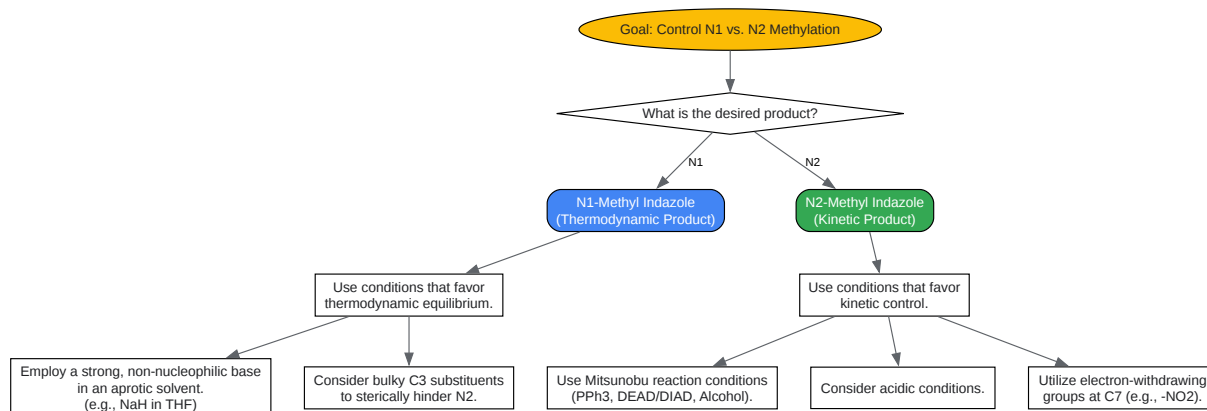 Goal: Control N1 vs. N2 Methylation
What is the desired product?
N1
N2
N1-Methyl Indazole
(Thermodynamic Product)
N2-Methyl Indazole
(Kinetic Product)
Use conditions that favor
thermodynamic equilibrium.
Use conditions that favor
kinetic control.
Employ a strong, non-nucleophilic base
in an aprotic solvent.
(e.g., NaH in THF)
Consider bulky C3 substituents
to sterically hinder N2.
Use Mitsunobu reaction conditions
(PPh3, DEAD/DIAD, Alcohol).
Consider acidic conditions.
Utilize electron-withdrawing
groups at C7 (e.g., -NO2).